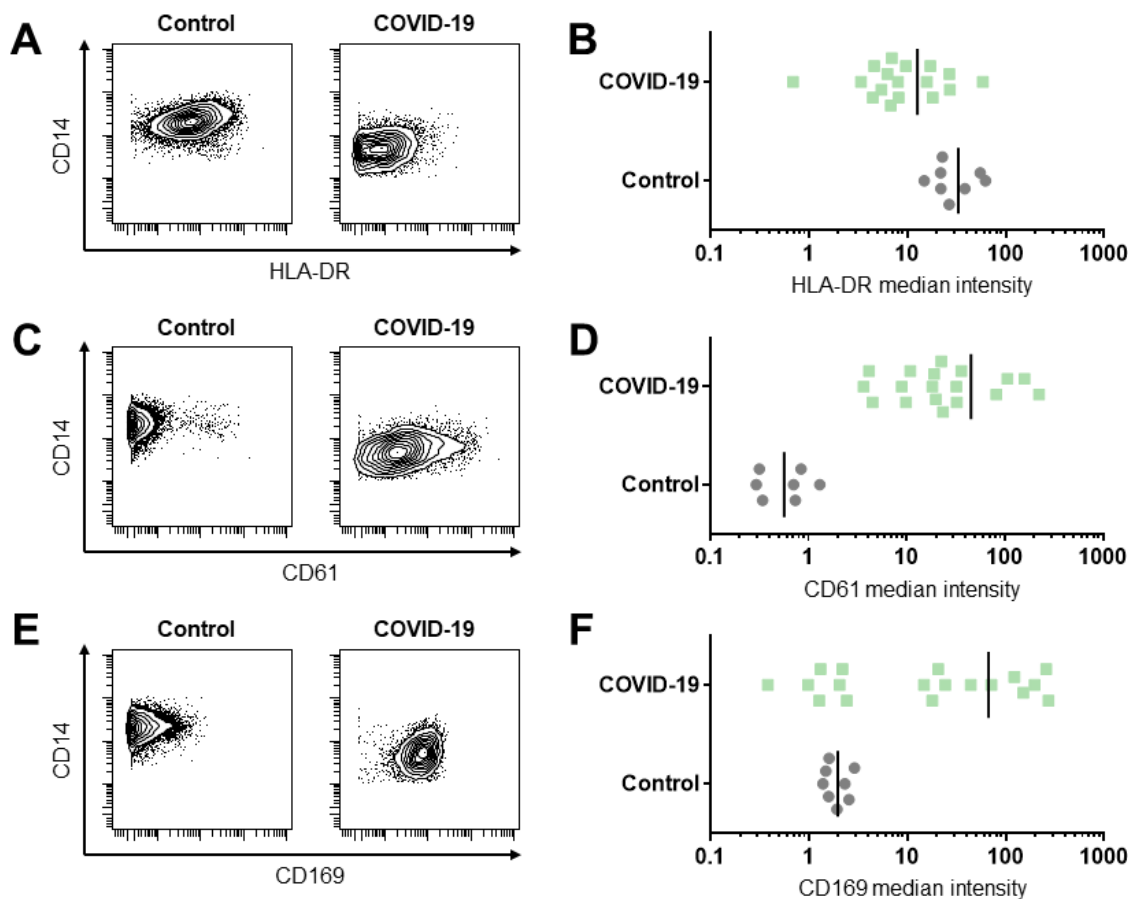 A
Control
COVID-19
CD14
HLA-DR
B
COVID-19
Control
0.1 1 10 100 1000
HLA-DR median intensity
C
Control
COVID-19
CD14
CD61
D
COVID-19
Control
0.1 1 10 100 1000
CD61 median intensity
E
Control
COVID-19
CD14
CD169
F
COVID-19
Control
0.1 1 10 100 1000
CD169 median intensity